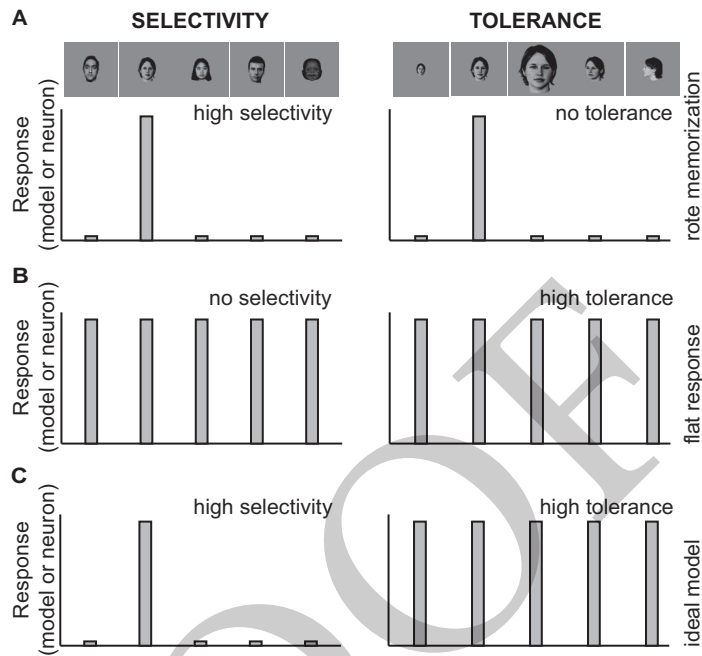 A
SELECTIVITY
TOLERANCE
high selectivity
no tolerance
Response
(model or neuron)
rote memorization
B
no selectivity
high tolerance
Response
(model or neuron)
flat response
C
high selectivity
high tolerance
Response
(model or neuron)
ideal model
OOF